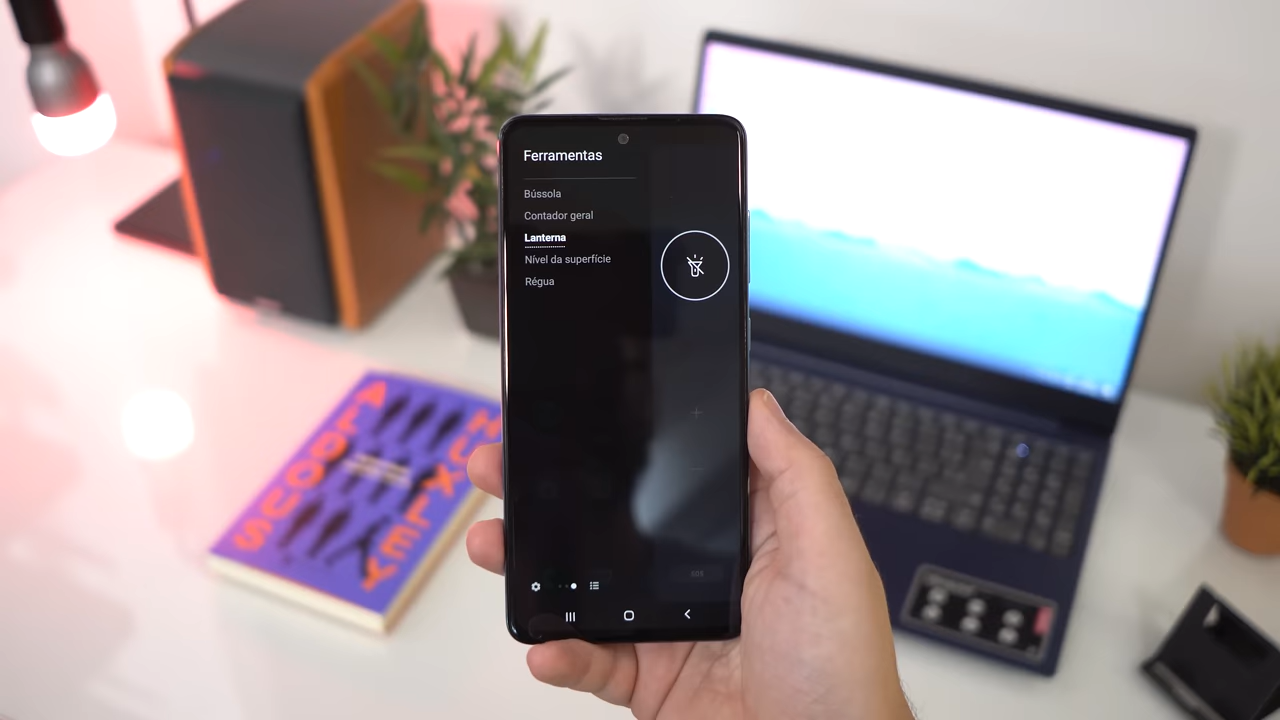 Ferramentas
Bússola
Contador geral
Lanterna
Nível da superfície
Régua
ALDOUS
HUXLEY